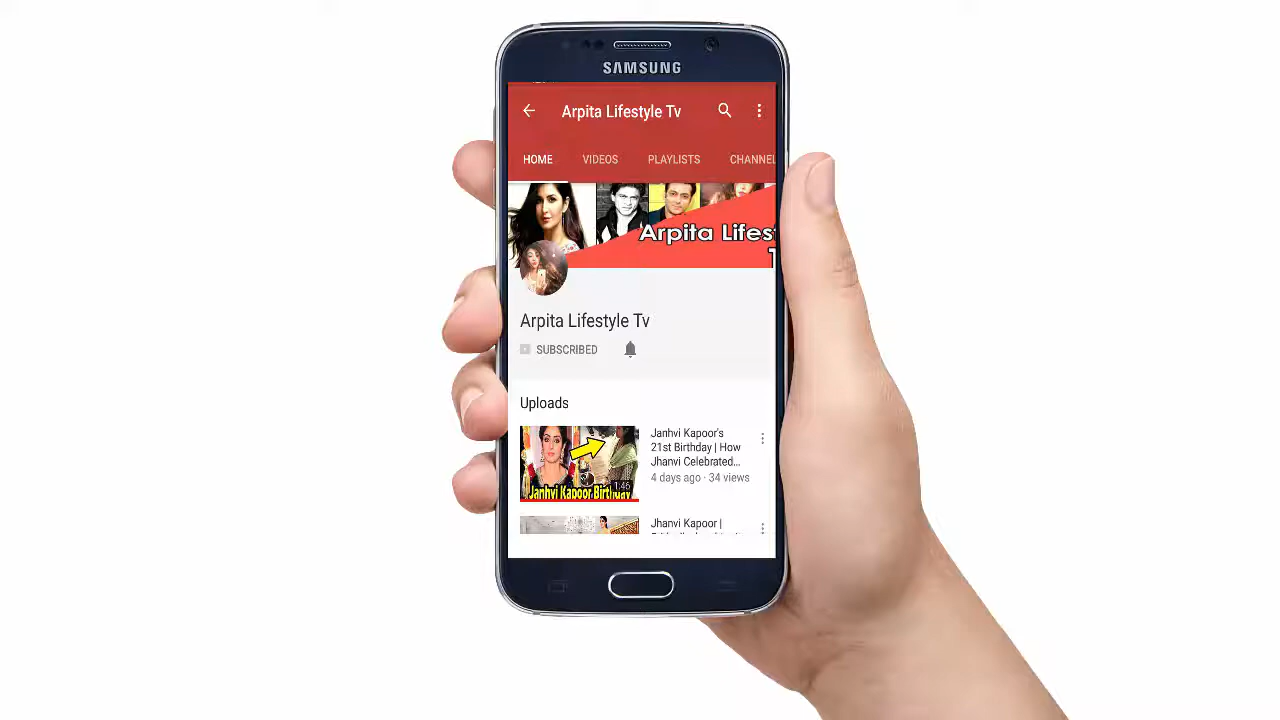 SAMSUNG
Arpita Lifestyle Tv
HOME VIDEOS PLAYLISTS CHANNEL
Arpita Lifes
Arpita Lifestyle Tv
SUBSCRIBED
Uploads
Janhvi Kapoor's
21st Birthday | How
Jhanvi Celebrated...
4 days ago · 34 views
1:46
Janhvi Kapoor Birthday
Jhanvi Kapoor |